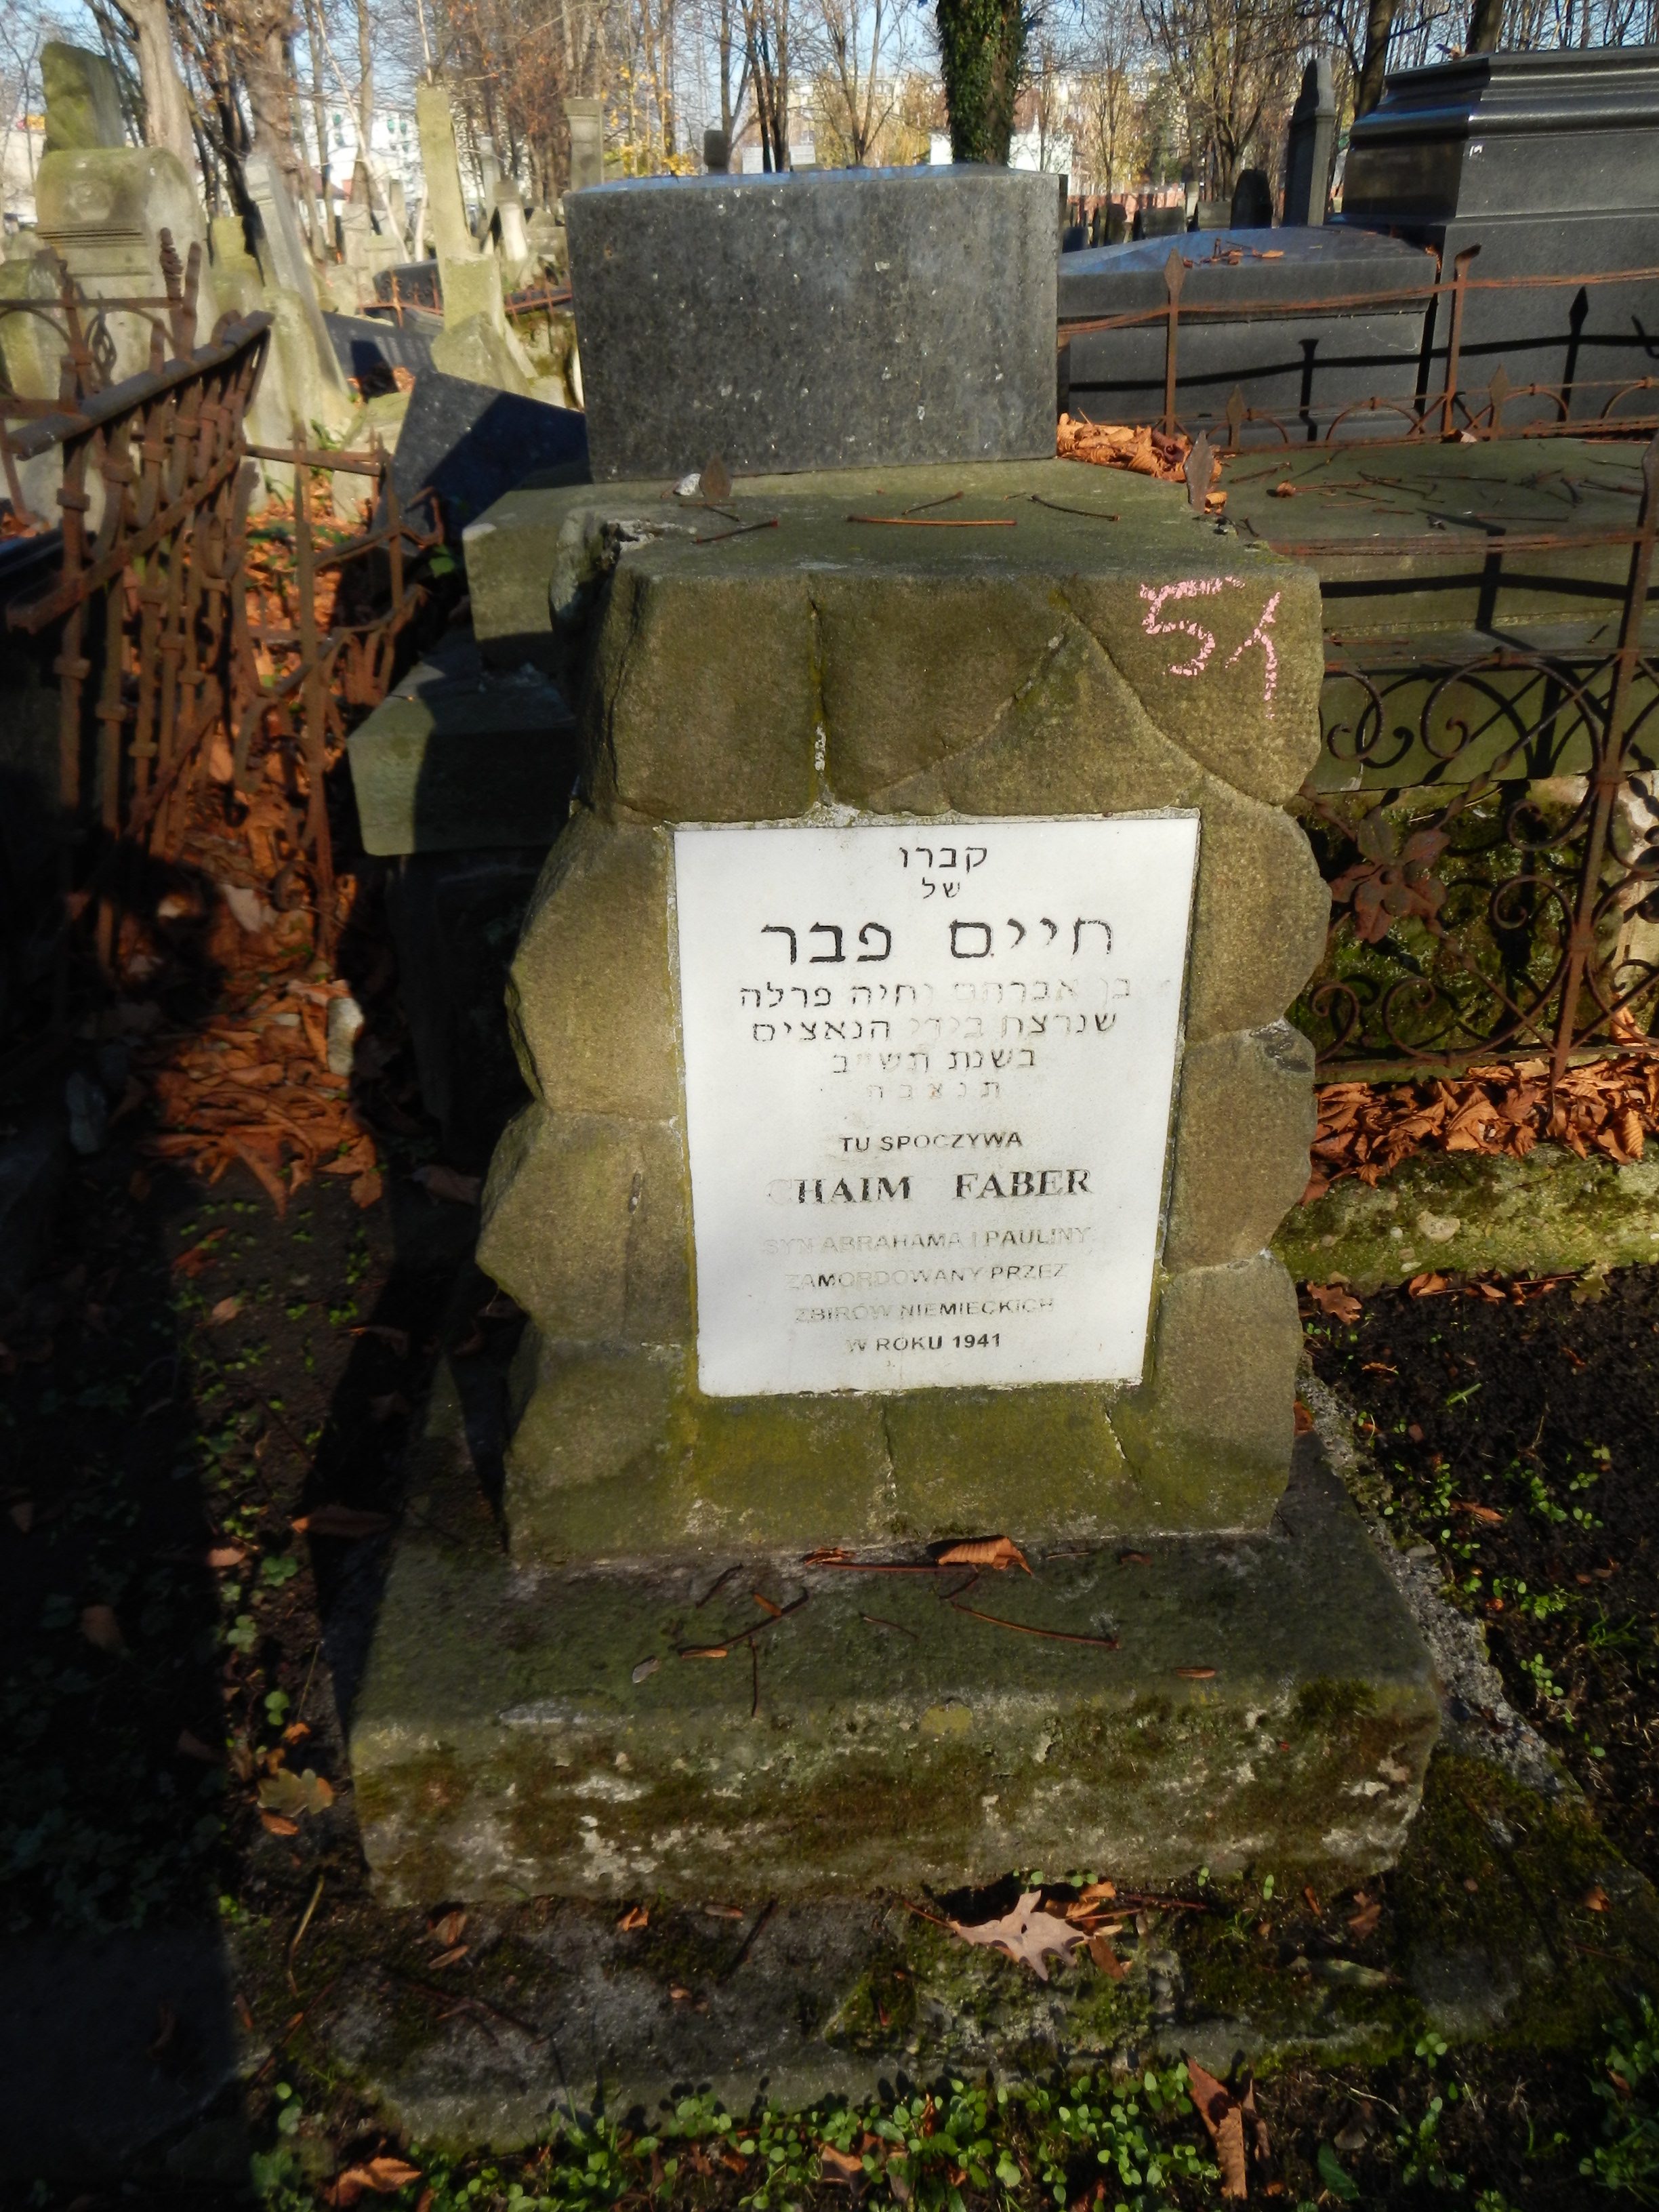 51
קברו
של
חיים פבר
בן אברהם וחיה פרלה
שנרצח בידי הנאצים
בשנת תש״ב
ת נ צ ב ה
TU SPOCZYWA
CHAIM FABER
SYN ABRAHAMA I PAULINY
ZAMORDOWANY PRZEZ
ZBIRÓW NIEMIECKICH
W ROKU 1941